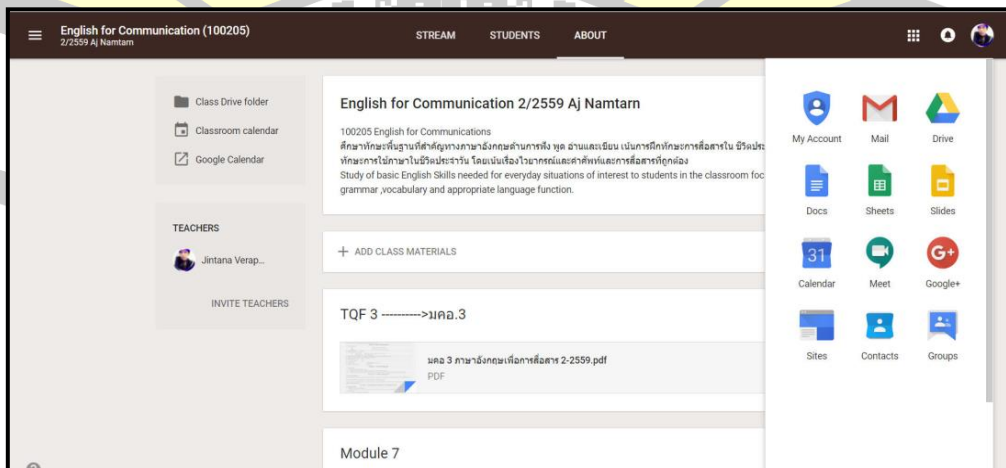 English for Communication (100205)
2/2559 Aj Namtarn
STREAM
STUDENTS
ABOUT
Class Drive folder
Classroom calendar
Google Calendar
TEACHERS
Jintana Verap...
INVITE TEACHERS
English for Communication 2/2559 Aj Namtarn
100205 English for Communications
ศึกษาทักษะพื้นฐานที่สำคัญทางภาษาอังกฤษด้านการฟัง พูด อ่านและเขียน เน้นการฝึกทักษะการสื่อสารใน ชีวิตประ
ทักษะการใช้ภาษาในชีวิตประจำวัน โดยเน้นเรื่องไวยากรณ์และคำศัพท์และการสื่อสารที่ถูกต้อง
Study of basic English Skills needed for everyday situations of interest to students in the classroom foc
grammar ,vocabulary and appropriate language function.
+ ADD CLASS MATERIALS
TQF 3 ---------->มคอ.3
มคอ 3 ภาษาอังกฤษเพื่อการสื่อสาร 2-2559.pdf
PDF
Module 7
My Account
Mail
Drive
Docs
Sheets
Slides
31
G+
Calendar
Meet
Google+
Sites
Contacts
Groups